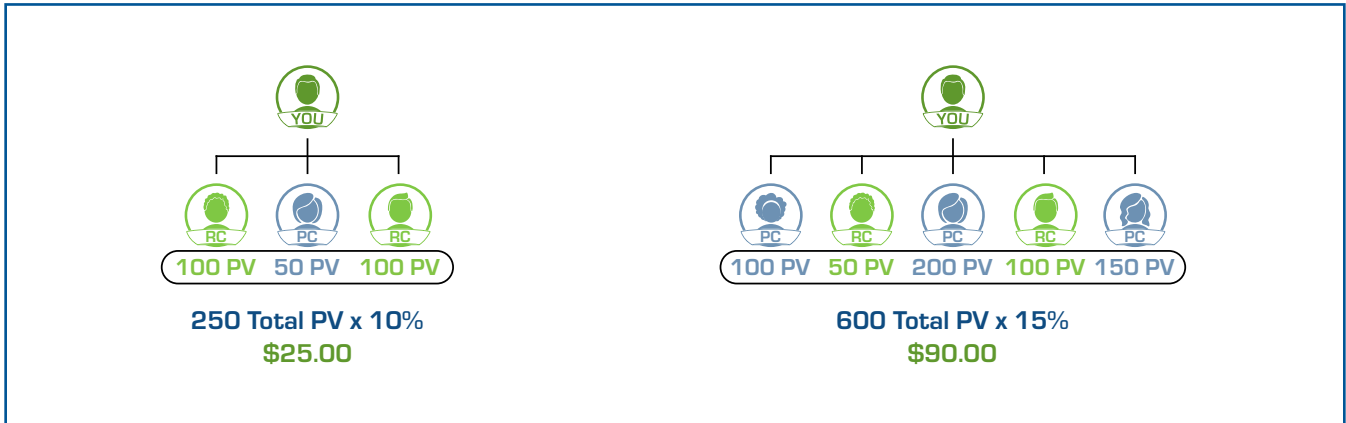 YOU
RC PC RC
100 PV 50 PV 100 PV
250 Total PV x 10%
$25.00
YOU
PC RC PC RC PC
100 PV 50 PV 200 PV 100 PV 150 PV
600 Total PV x 15%
$90.00